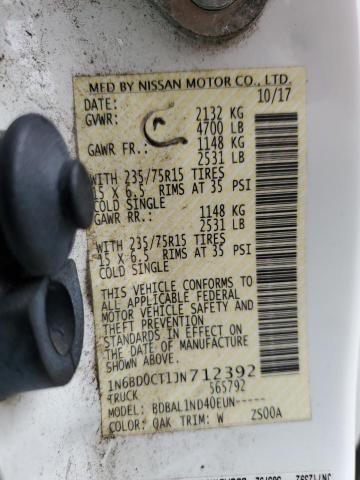 MFD BY NISSAN MOTOR CO., LTD.
DATE: 10/17
GVWR: 2132 KG
4700 LB
GAWR FR.: 1148 KG
2531 LB
WITH 235/75R15 TIRES
15 X 6.5 RIMS AT 35 PSI
COLD SINGLE
GAWR RR.: 1148 KG
2531 LB
WITH 235/75R15 TIRES
15 X 6.5 RIMS AT 35 PSI
COLD SINGLE
THIS VEHICLE CONFORMS TO
ALL APPLICABLE FEDERAL
MOTOR VEHICLE SAFETY
STANDARDS IN EFFECT ON
THE DATE OF MANUFACTURE
SHOWN ABOVE.
1N6BD0CT1JN712392
TRUCK 565792
MODEL: BDBAL1ND40EUN-----
COLOR: QAK TRIM: W ZS00A